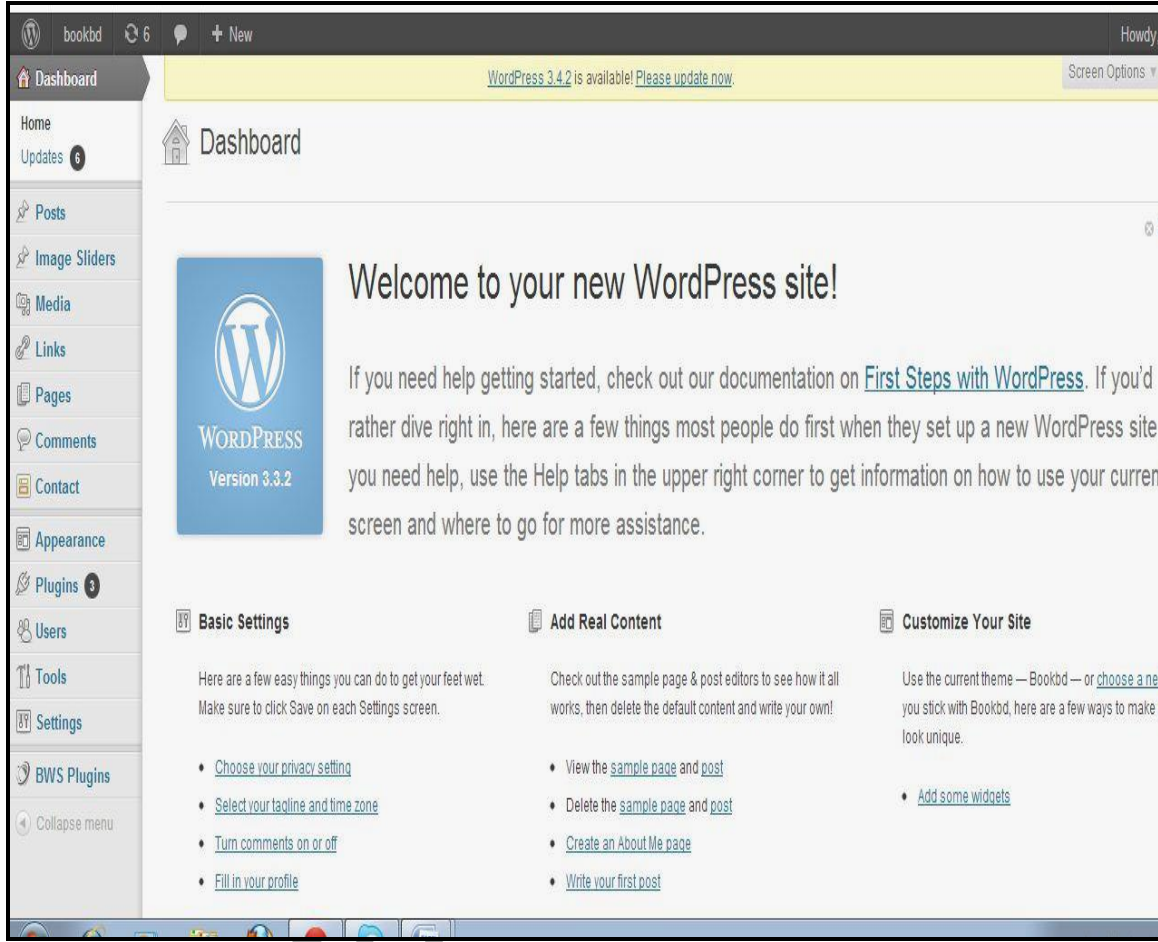 bookbd 6 + New Howdy,
Dashboard
WordPress 3.4.2 is available! Please update now.
Screen Options
Home
Updates 6
Dashboard
Posts
Image Sliders
Media
Links
Pages
Comments
Contact
Appearance
Plugins 3
Users
Tools
Settings
BWS Plugins
Collapse menu
WORDPRESS
Version 3.3.2
Welcome to your new WordPress site!
If you need help getting started, check out our documentation on First Steps with WordPress. If you'd
rather dive right in, here are a few things most people do first when they set up a new WordPress site
you need help, use the Help tabs in the upper right corner to get information on how to use your curren
screen and where to go for more assistance.
Basic Settings
Here are a few easy things you can do to get your feet wet.
Make sure to click Save on each Settings screen.
• Choose your privacy setting
• Select your tagline and time zone
• Turn comments on or off
• Fill in your profile
Add Real Content
Check out the sample page & post editors to see how it all
works, then delete the default content and write your own!
• View the sample page and post
• Delete the sample page and post
• Create an About Me page
• Write your first post
Customize Your Site
Use the current theme — Bookbd — or choose a ne
you stick with Bookbd, here are a few ways to make
look unique.
• Add some widgets